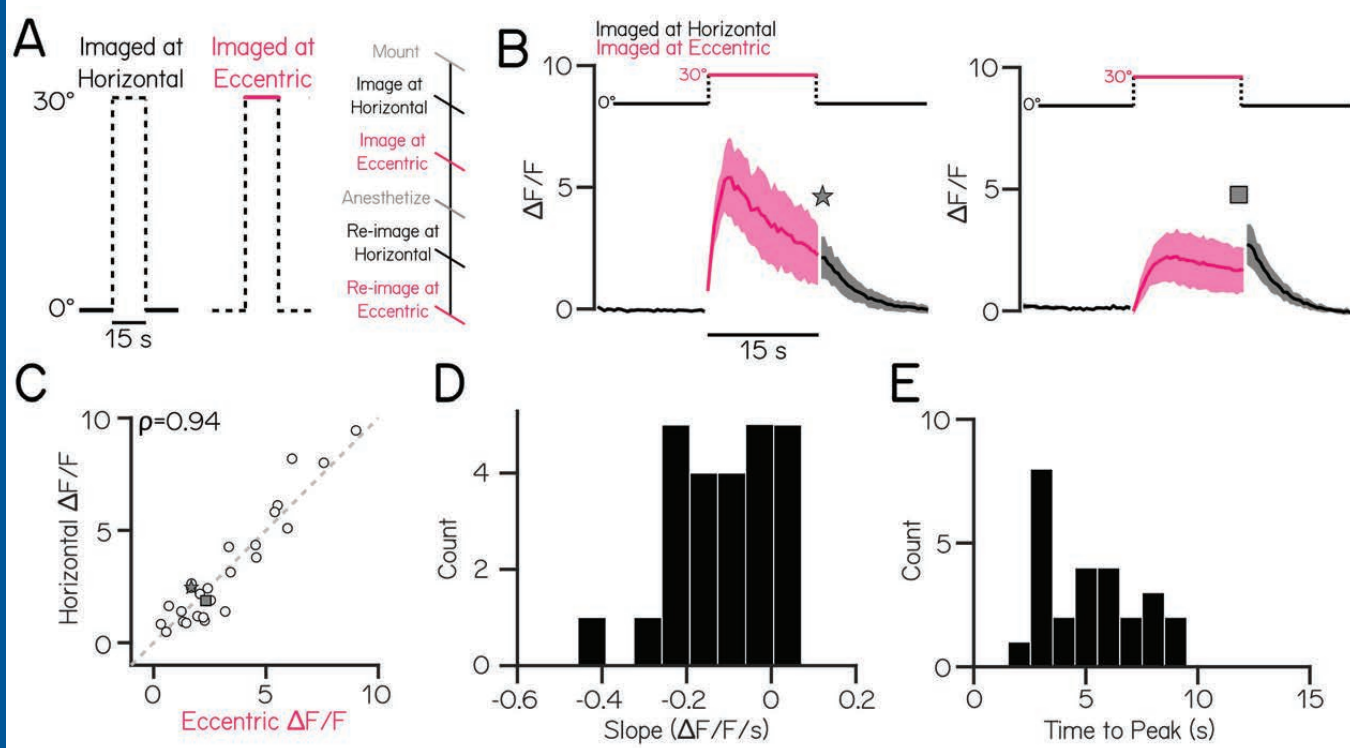 A
Imaged at
Horizontal
Imaged at
Eccentric
30°
0°
15 s
Mount
Image at
Horizontal
Image at
Eccentric
Anesthetize
Re-image at
Horizontal
Re-image at
Eccentric
B
Imaged at Horizontal
Imaged at Eccentric
10
5
0
ΔF/F
0°
30°
15 s
10
5
0
ΔF/F
0°
30°
C
ρ=0.94
10
5
0
Horizontal ΔF/F
0 5 10
Eccentric ΔF/F
D
4
2
0
Count
-0.6 -0.4 -0.2 0 0.2
Slope (ΔF/F/s)
E
10
5
0
Count
0 5 10 15
Time to Peak (s)